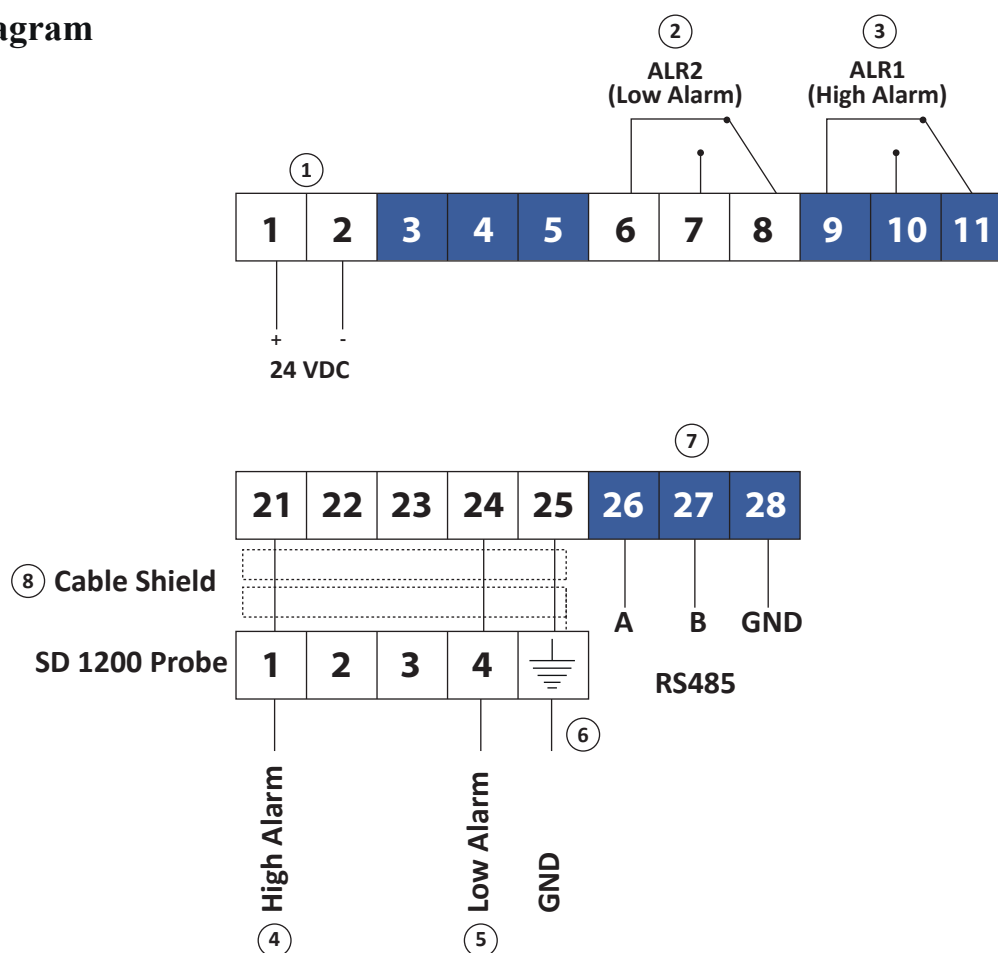 agram
2 3
ALR2 ALR1
(Low Alarm) (High Alarm)
1
1 2 3 4 5 6 7 8 9 10 11
+ -
24 VDC
7
21 22 23 24 25 26 27 28
8 Cable Shield
A B GND
SD 1200 Probe 1 2 3 4
RS485
6
High Alarm
Low Alarm
GND
4 5